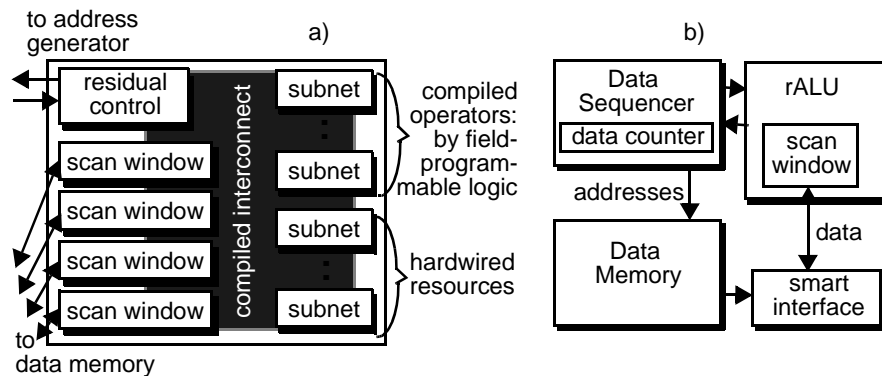 to address
generator
a)
residual
control
scan window
scan window
scan window
scan window
to
data memory
compiled interconnect
subnet
subnet
subnet
subnet
compiled
operators:
by field-
program-
mable logic
hardwired
resources
b)
Data
Sequencer
data counter
rALU
scan
window
addresses
data
Data
Memory
smart
interface